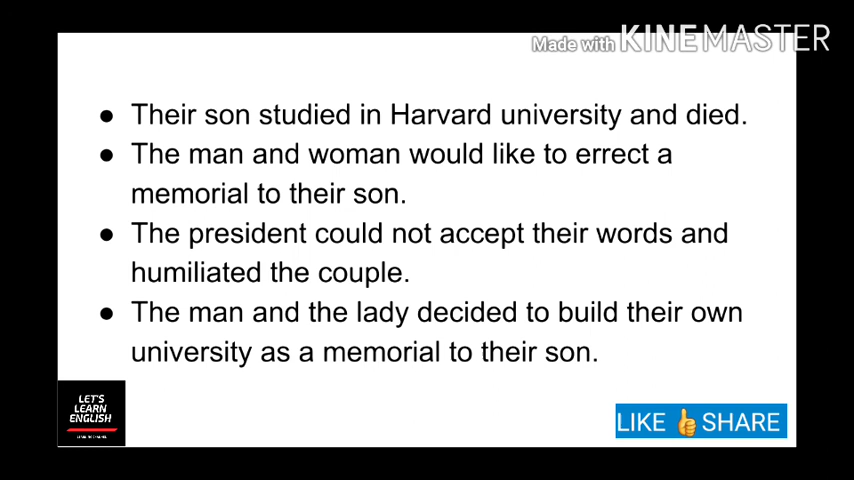 Made with KINEMASTER
● Their son studied in Harvard university and died.
● The man and woman would like to errect a
memorial to their son.
● The president could not accept their words and
humiliated the couple.
● The man and the lady decided to build their own
university as a memorial to their son.
LET'S
LEARN
ENGLISH
LIKE 👍 SHARE